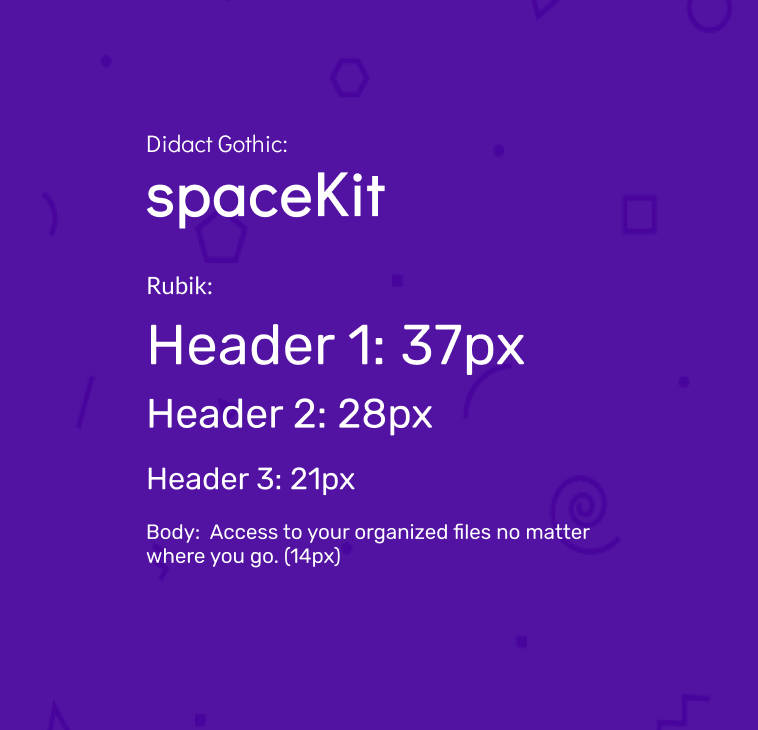 Didact Gothic:
spaceKit
Rubik:
Header 1: 37px
Header 2: 28px
Header 3: 21px
Body:  Access to your organized files no matter
where you go. (14px)